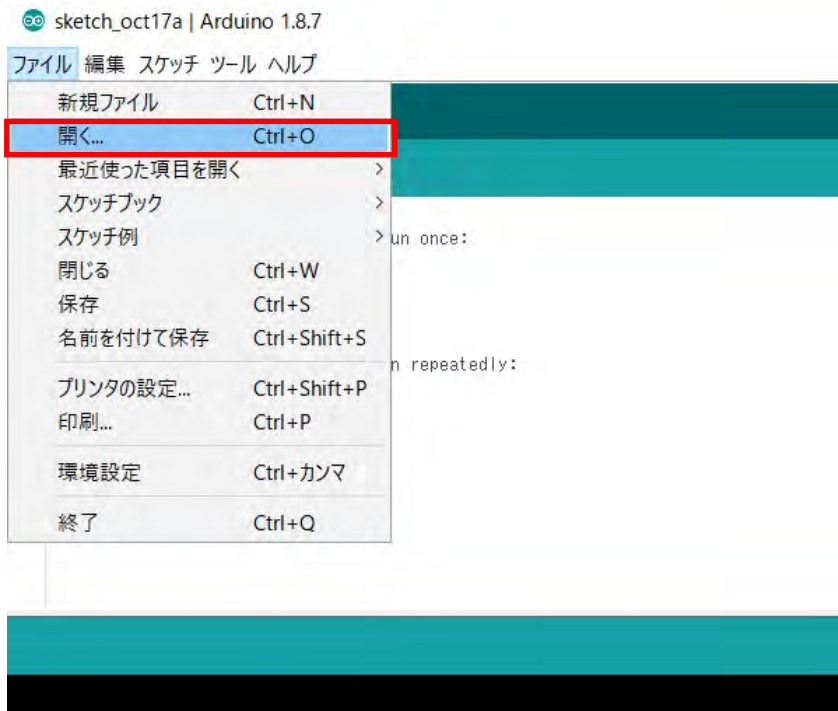 sketch_oct17a | Arduino 1.8.7
ファイル 編集 スケッチ ツール ヘルプ
新規ファイル Ctrl+N
開く... Ctrl+O
最近使った項目を開く >
スケッチブック >
スケッチ例 >
un once:
閉じる Ctrl+W
保存 Ctrl+S
名前を付けて保存 Ctrl+Shift+S
n repeatedly:
プリンタの設定... Ctrl+Shift+P
印刷... Ctrl+P
環境設定 Ctrl+カンマ
終了 Ctrl+Q